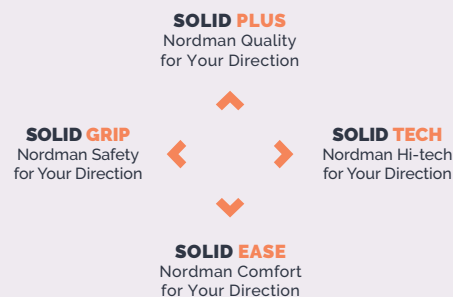 SOLID PLUS
Nordman Quality
for Your Direction
SOLID GRIP
Nordman Safety
for Your Direction
SOLID TECH
Nordman Hi-tech
for Your Direction
SOLID EASE
Nordman Comfort
for Your Direction